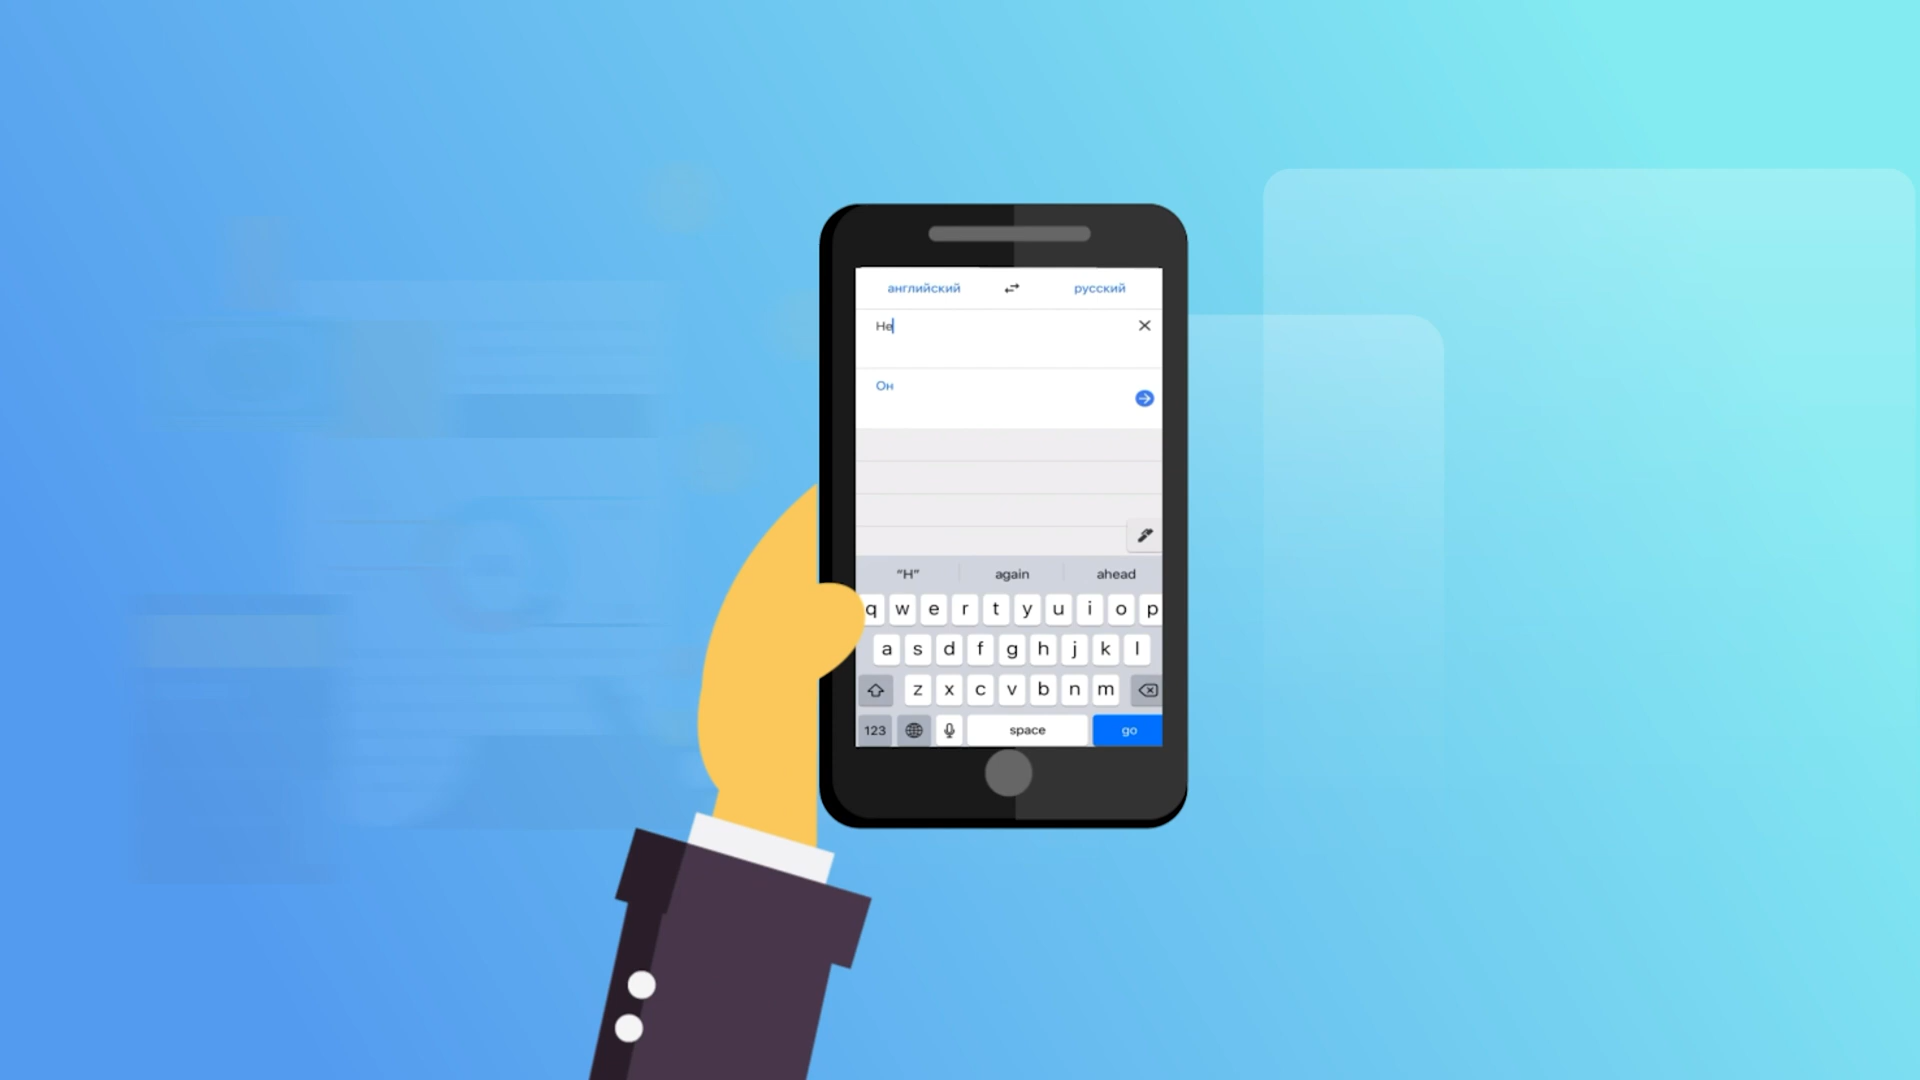 английский русский
He
Он
“H” again ahead
q w e r t y u i o p
a s d f g h j k l
z x c v b n m
123 space go